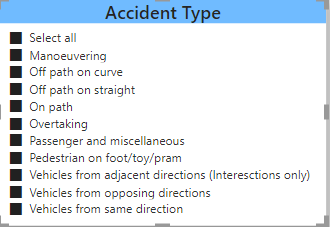 Accident Type
Select all
Manoeuvering
Off path on curve
Off path on straight
On path
Overtaking
Passenger and miscellaneous
Pedestrian on foot/toy/pram
Vehicles from adjacent directions (Interesctions only)
Vehicles from opposing directions
Vehicles from same direction